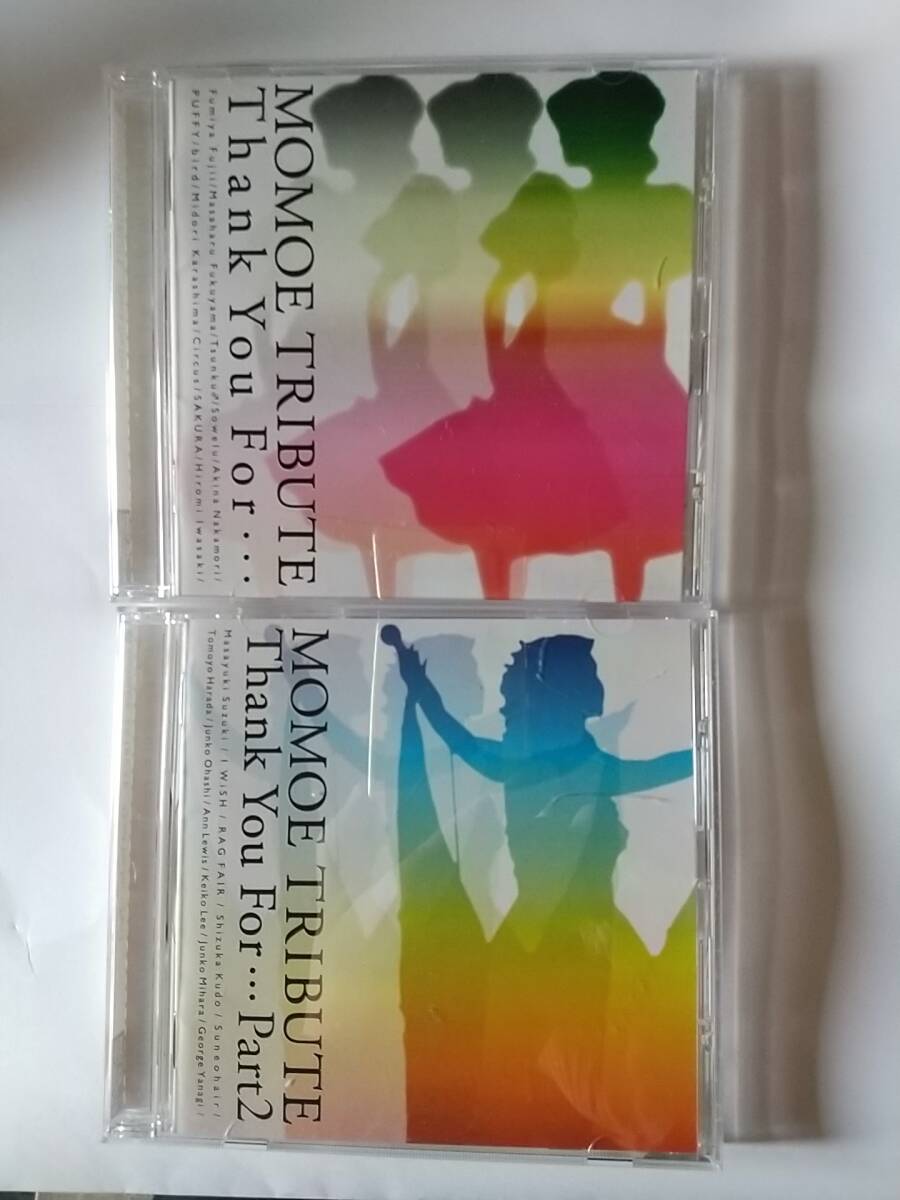 MOMOE TRIBUTE
Thank You For...
Fumiya Fujii/Masaharu Fukuyama/Tsunku♂/Sowelu/Akina Nakamori/
PUFFY/bird/Midori Karashima/Circus/SAKURA/Hiromi Iwasaki/
MOMOE TRIBUTE
Thank You For...Part2
Masayuki Suzuki / I WiSH / RAG FAIR / Shizuka Kudo / Suneohair /
Tomoyo Harada/Junko Ohashi/Ann Lewis/Keiko Lee/Junko Mihara/George Yanagi/